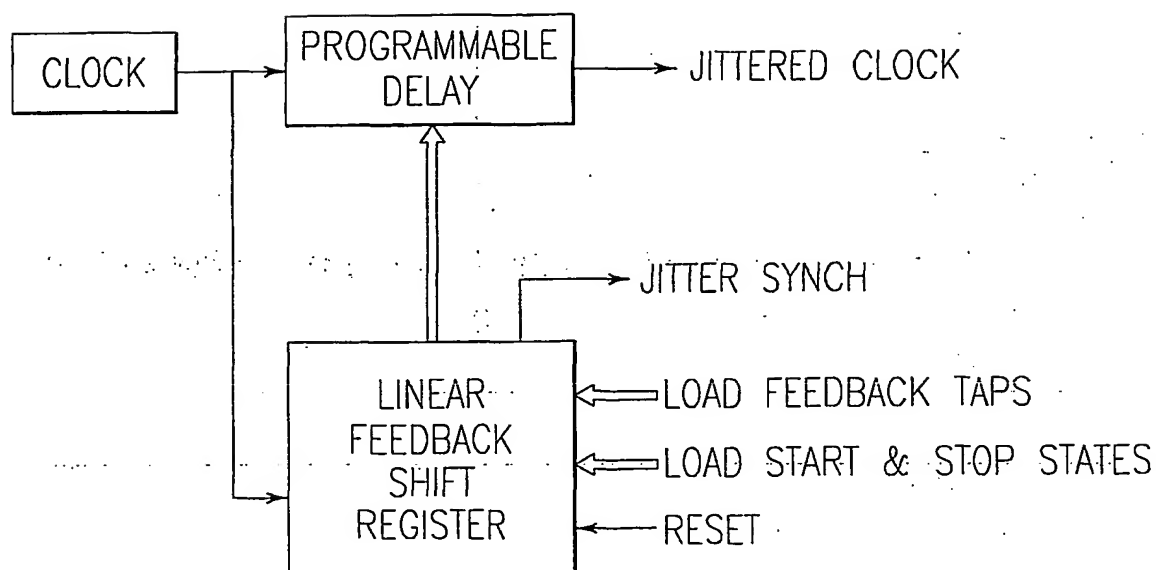 CLOCK
PROGRAMMABLE
DELAY
JITTERED CLOCK
JITTER SYNCH
LINEAR
FEEDBACK
SHIFT
REGISTER
LOAD FEEDBACK TAPS
LOAD START & STOP STATES
RESET